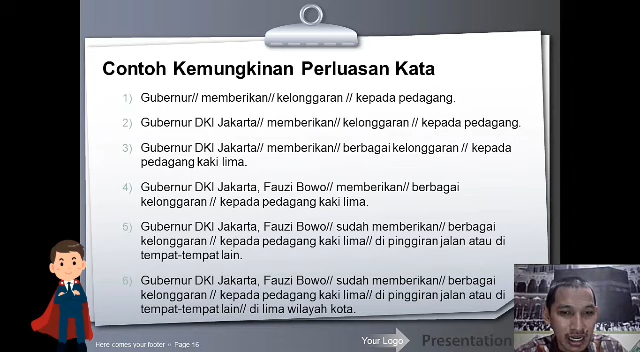 Contoh Kemungkinan Perluasan Kata
1) Gubernur// memberikan// kelonggaran // kepada pedagang.
2) Gubernur DKI Jakarta// memberikan// kelonggaran // kepada pedagang.
3) Gubernur DKI Jakarta// memberikan// berbagai kelonggaran // kepada
pedagang kaki lima.
4) Gubernur DKI Jakarta, Fauzi Bowo// memberikan// berbagai
kelonggaran // kepada pedagang kaki lima.
5) Gubernur DKI Jakarta, Fauzi Bowo// sudah memberikan// berbagai
kelonggaran // kepada pedagang kaki lima// di pinggiran jalan atau di
tempat-tempat lain.
6) Gubernur DKI Jakarta, Fauzi Bowo// sudah memberikan// berbagai
kelonggaran // kepada pedagang kaki lima// di pinggiran jalan atau di
tempat-tempat lain// di lima wilayah kota.
Here comes your footer Page 16
Your Logo
Presentation